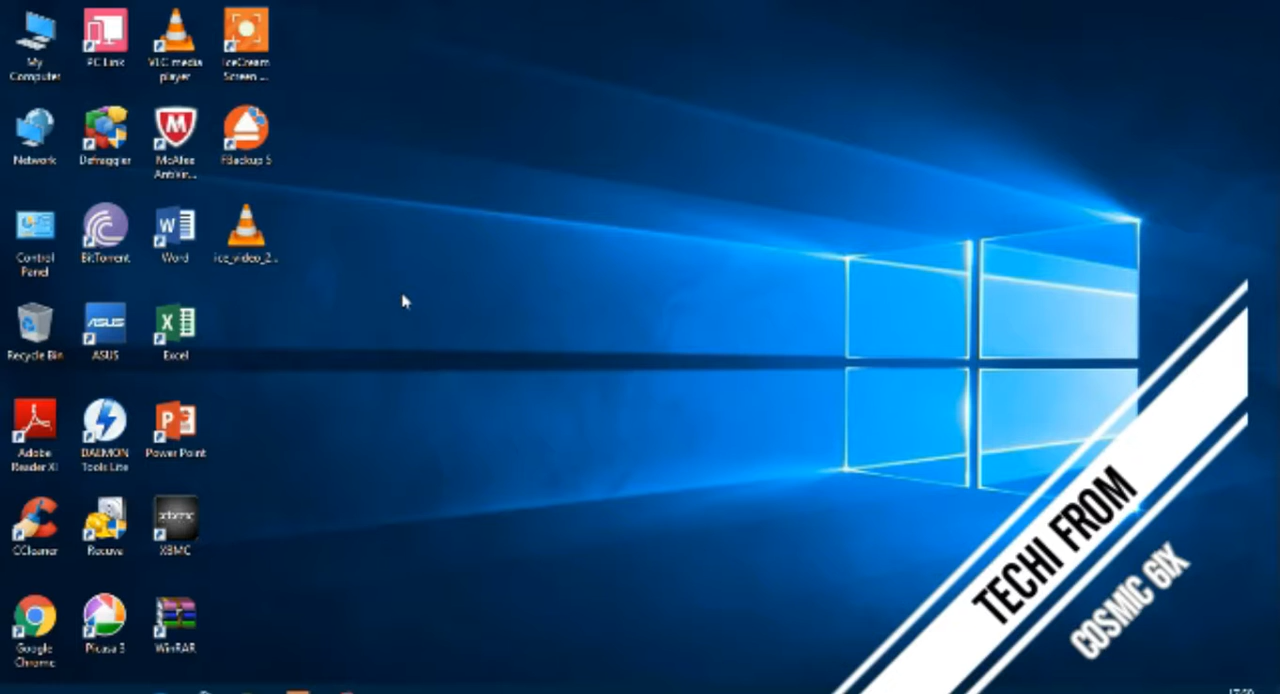 My
Computer
PC Link
VLC media
player
IceCream
Screen ...
Network
Defraggler
McAfee
AntiVir...
FBackup 5
Control
Panel
BitTorrent
Word
ice_video_2...
Recycle Bin
ASUS
ASUS
Excel
Adobe
Reader XI
DAEMON
Tools Lite
Power Point
CCleaner
Recuva
xbmc
XBMC
Google
Chrome
Picasa 3
WinRAR
TECHI FROM
COSMIC 6IX